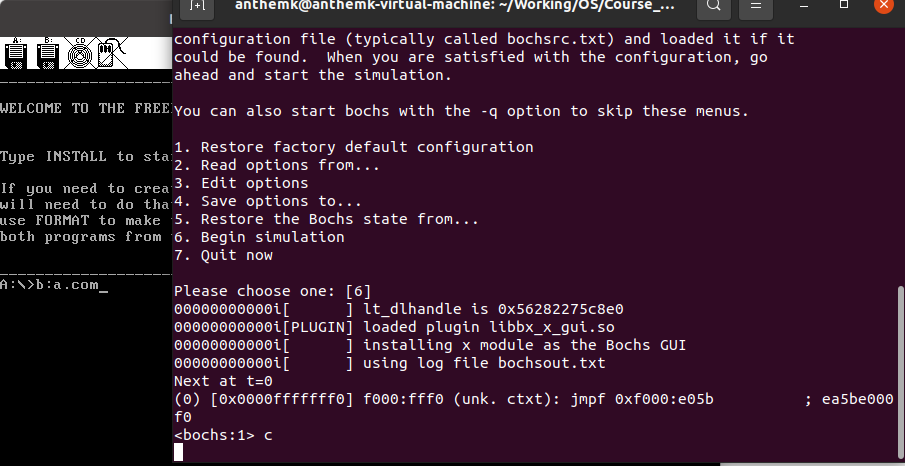 anthemk@anthemk-virtual-machine: ~/Working/OS/Course_...
A: B: CD
WELCOME TO THE FREE
Type INSTALL to sta
If you need to crea
will need to do tha
use FORMAT to make
both programs from
A:\>b:a.com_
configuration file (typically called bochsrc.txt) and loaded it if it
could be found.  When you are satisfied with the configuration, go
ahead and start the simulation.
You can also start bochs with the -q option to skip these menus.
1. Restore factory default configuration
2. Read options from...
3. Edit options
4. Save options to...
5. Restore the Bochs state from...
6. Begin simulation
7. Quit now
Please choose one: [6]
00000000000i[      ] lt_dlhandle is 0x56282275c8e0
00000000000i[PLUGIN] loaded plugin libbx_x_gui.so
00000000000i[      ] installing x module as the Bochs GUI
00000000000i[      ] using log file bochsout.txt
Next at t=0
(0) [0x0000fffffff0] f000:fff0 (unk. ctxt): jmpf 0xf000:e05b          ; ea5be000
f0
<bochs:1> c